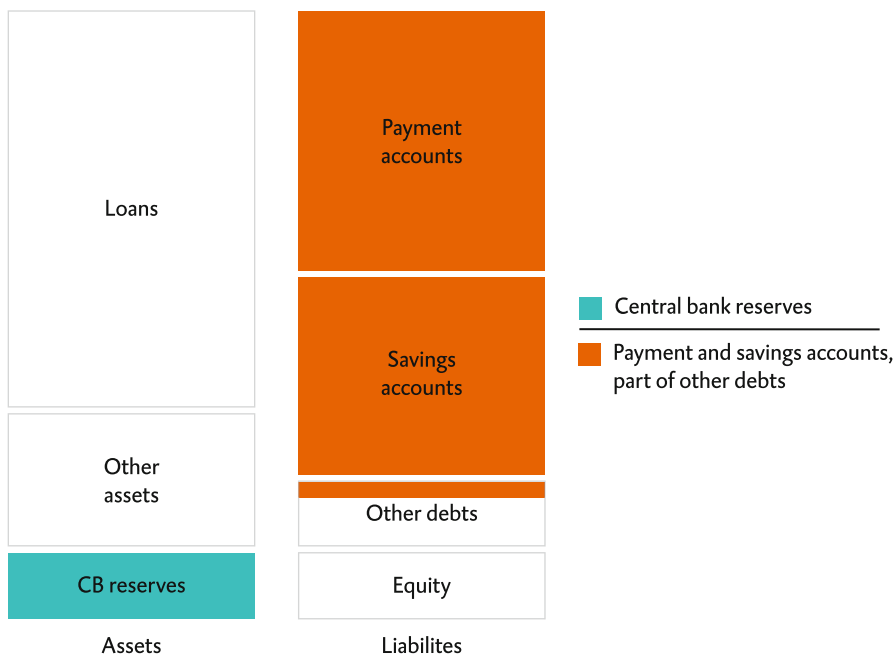 Loans
Other
assets
CB reserves
Assets
Payment
accounts
Savings
accounts
Other debts
Equity
Liabilites
Central bank reserves
Payment and savings accounts,
part of other debts